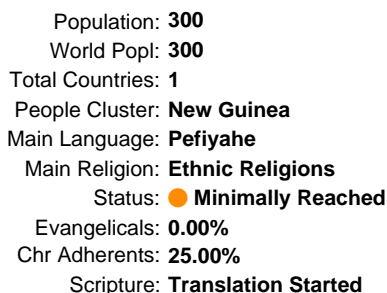 Population: 300
World Popl: 300
Total Countries: 1
People Cluster: New Guinea
Main Language: Pefiyahe
Main Religion: Ethnic Religions
Status: Minimally Reached
Evangelicals: 0.00%
Chr Adherents: 25.00%
Scripture: Translation Started